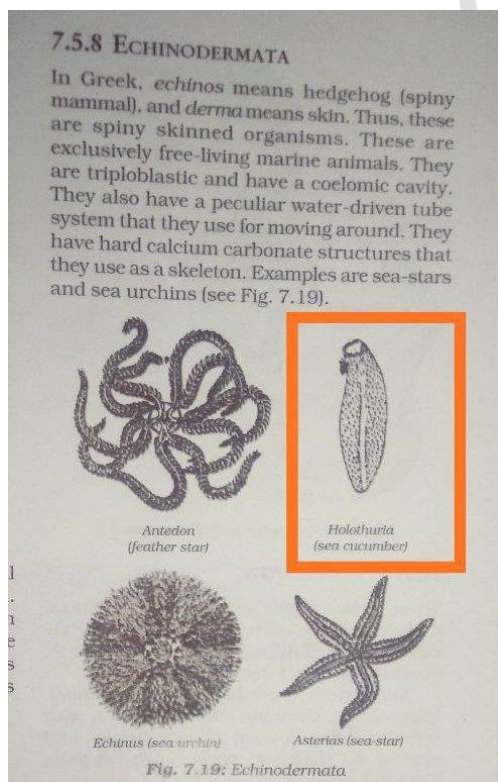 7.5.8 ECHINODERMATA
In Greek, echinos means hedgehog (spiny
mammal), and derma means skin. Thus, these
are spiny skinned organisms. These are
exclusively free-living marine animals. They
are triploblastic and have a coelomic cavity.
They also have a peculiar water-driven tube
system that they use for moving around. They
have hard calcium carbonate structures that
they use as a skeleton. Examples are sea-stars
and sea urchins (see Fig. 7.19).
Antedon
(feather star)
Holothuria
(sea cucumber)
Echinus (sea urchin)
Asterias (sea-star)
Fig. 7.19: Echinodermata